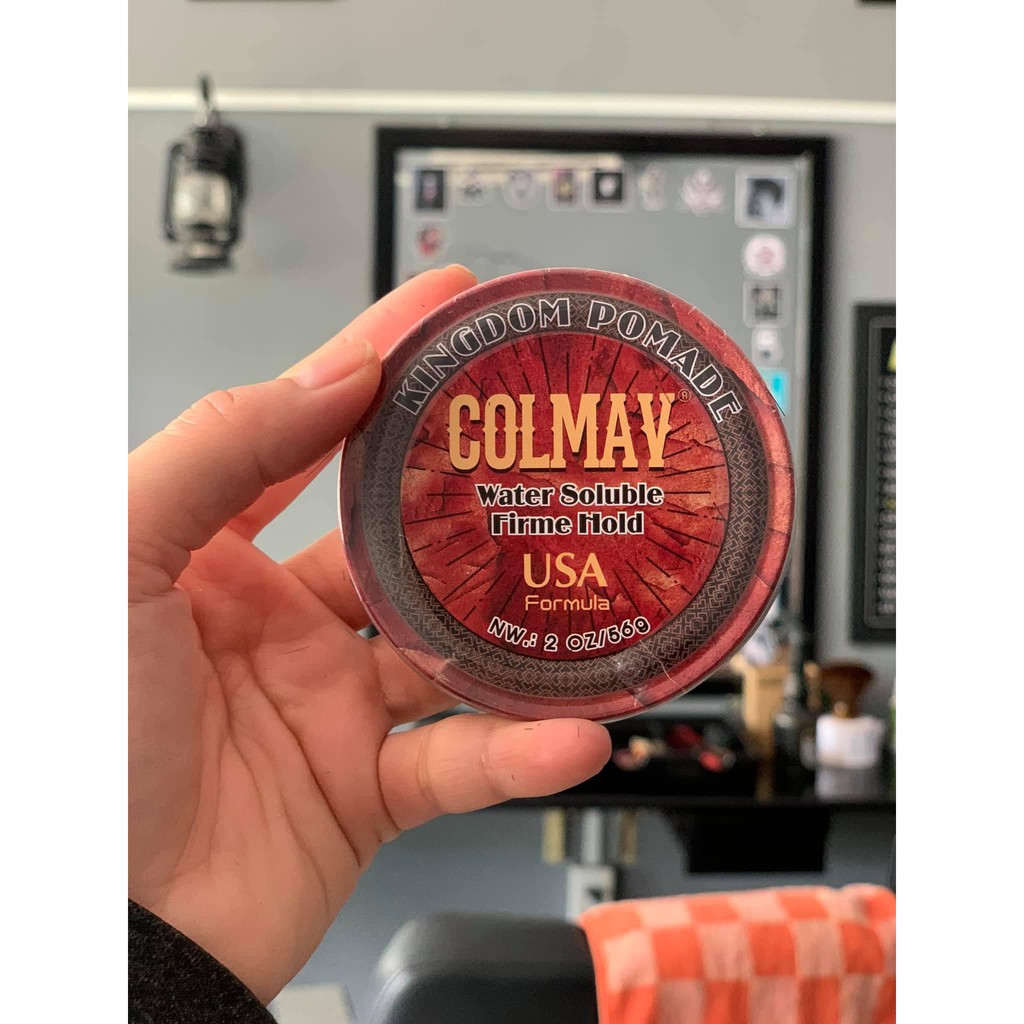 KINGDOM POMADE
COLMAV®
Water Soluble
Firme Hold
USA
Formula
NW.: 2 OZ/56g